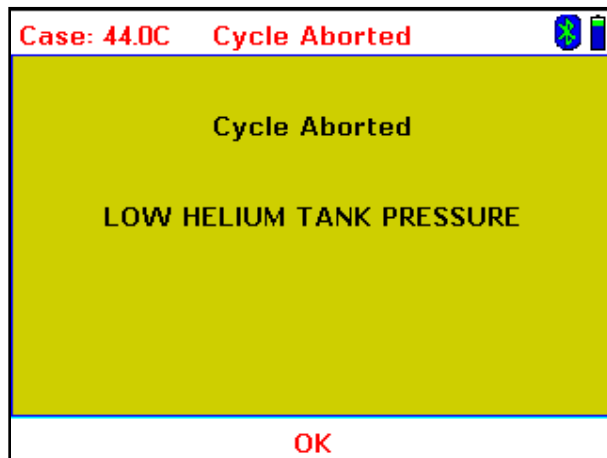 Case: 44.0C Cycle Aborted
Cycle Aborted
LOW HELIUM TANK PRESSURE
OK